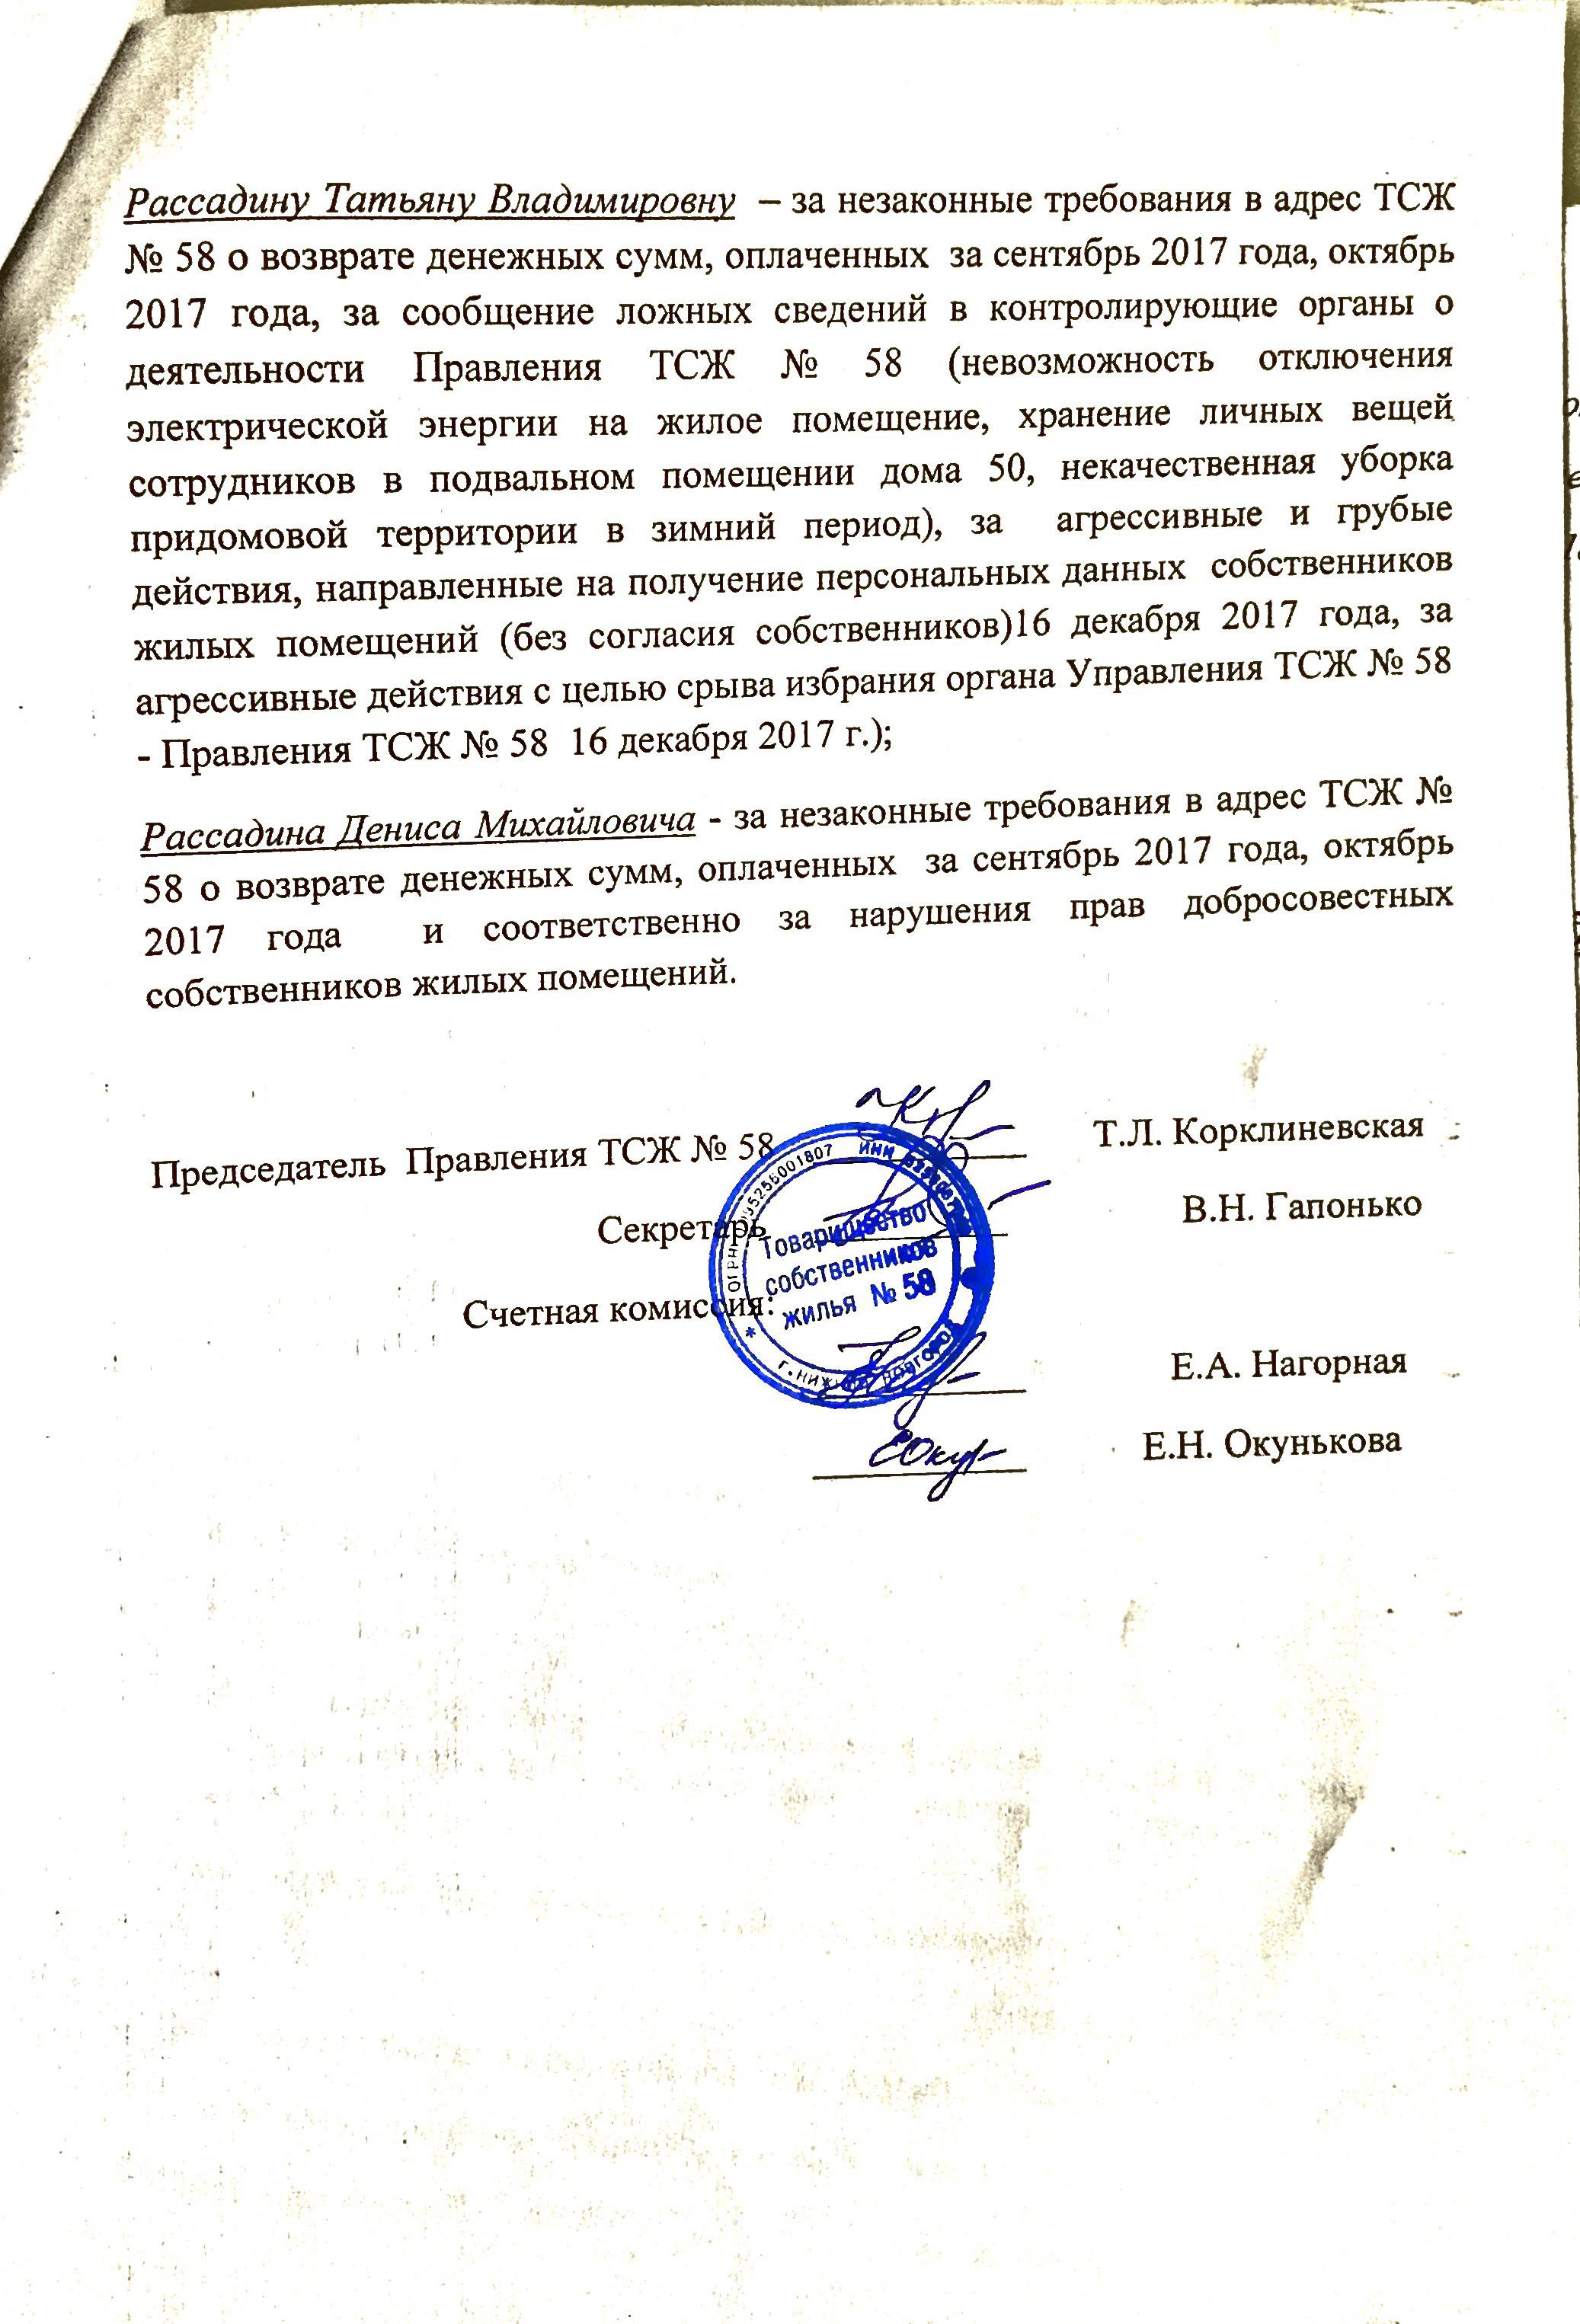 Рассадину Татьяну Владимировну – за незаконные требования в адрес ТСЖ
№ 58 о возврате денежных сумм, оплаченных за сентябрь 2017 года, октябрь
2017 года, за сообщение ложных сведений в контролирующие органы о
деятельности Правления ТСЖ № 58 (невозможность отключения
электрической энергии на жилое помещение, хранение личных вещей
сотрудников в подвальном помещении дома 50, некачественная уборка
придомовой территории в зимний период), за агрессивные и грубые
действия, направленные на получение персональных данных собственников
жилых помещений (без согласия собственников)16 декабря 2017 года, за
агрессивные действия с целью срыва избрания органа Управления ТСЖ № 58
- Правления ТСЖ № 58 16 декабря 2017 г.);
Рассадина Дениса Михайловича - за незаконные требования в адрес ТСЖ №
58 о возврате денежных сумм, оплаченных за сентябрь 2017 года, октябрь
2017 года и соответственно за нарушения прав добросовестных
собственников жилых помещений.
Председатель Правления ТСЖ № 58 Т.Л. Корклиневская
Секретарь В.Н. Гапонько
Счетная комиссия:
Е.А. Нагорная
Е.Н. Окунькова
ОГРН ИНН
Товарищество
собственников
жилья № 58
г. Нижний Новгород